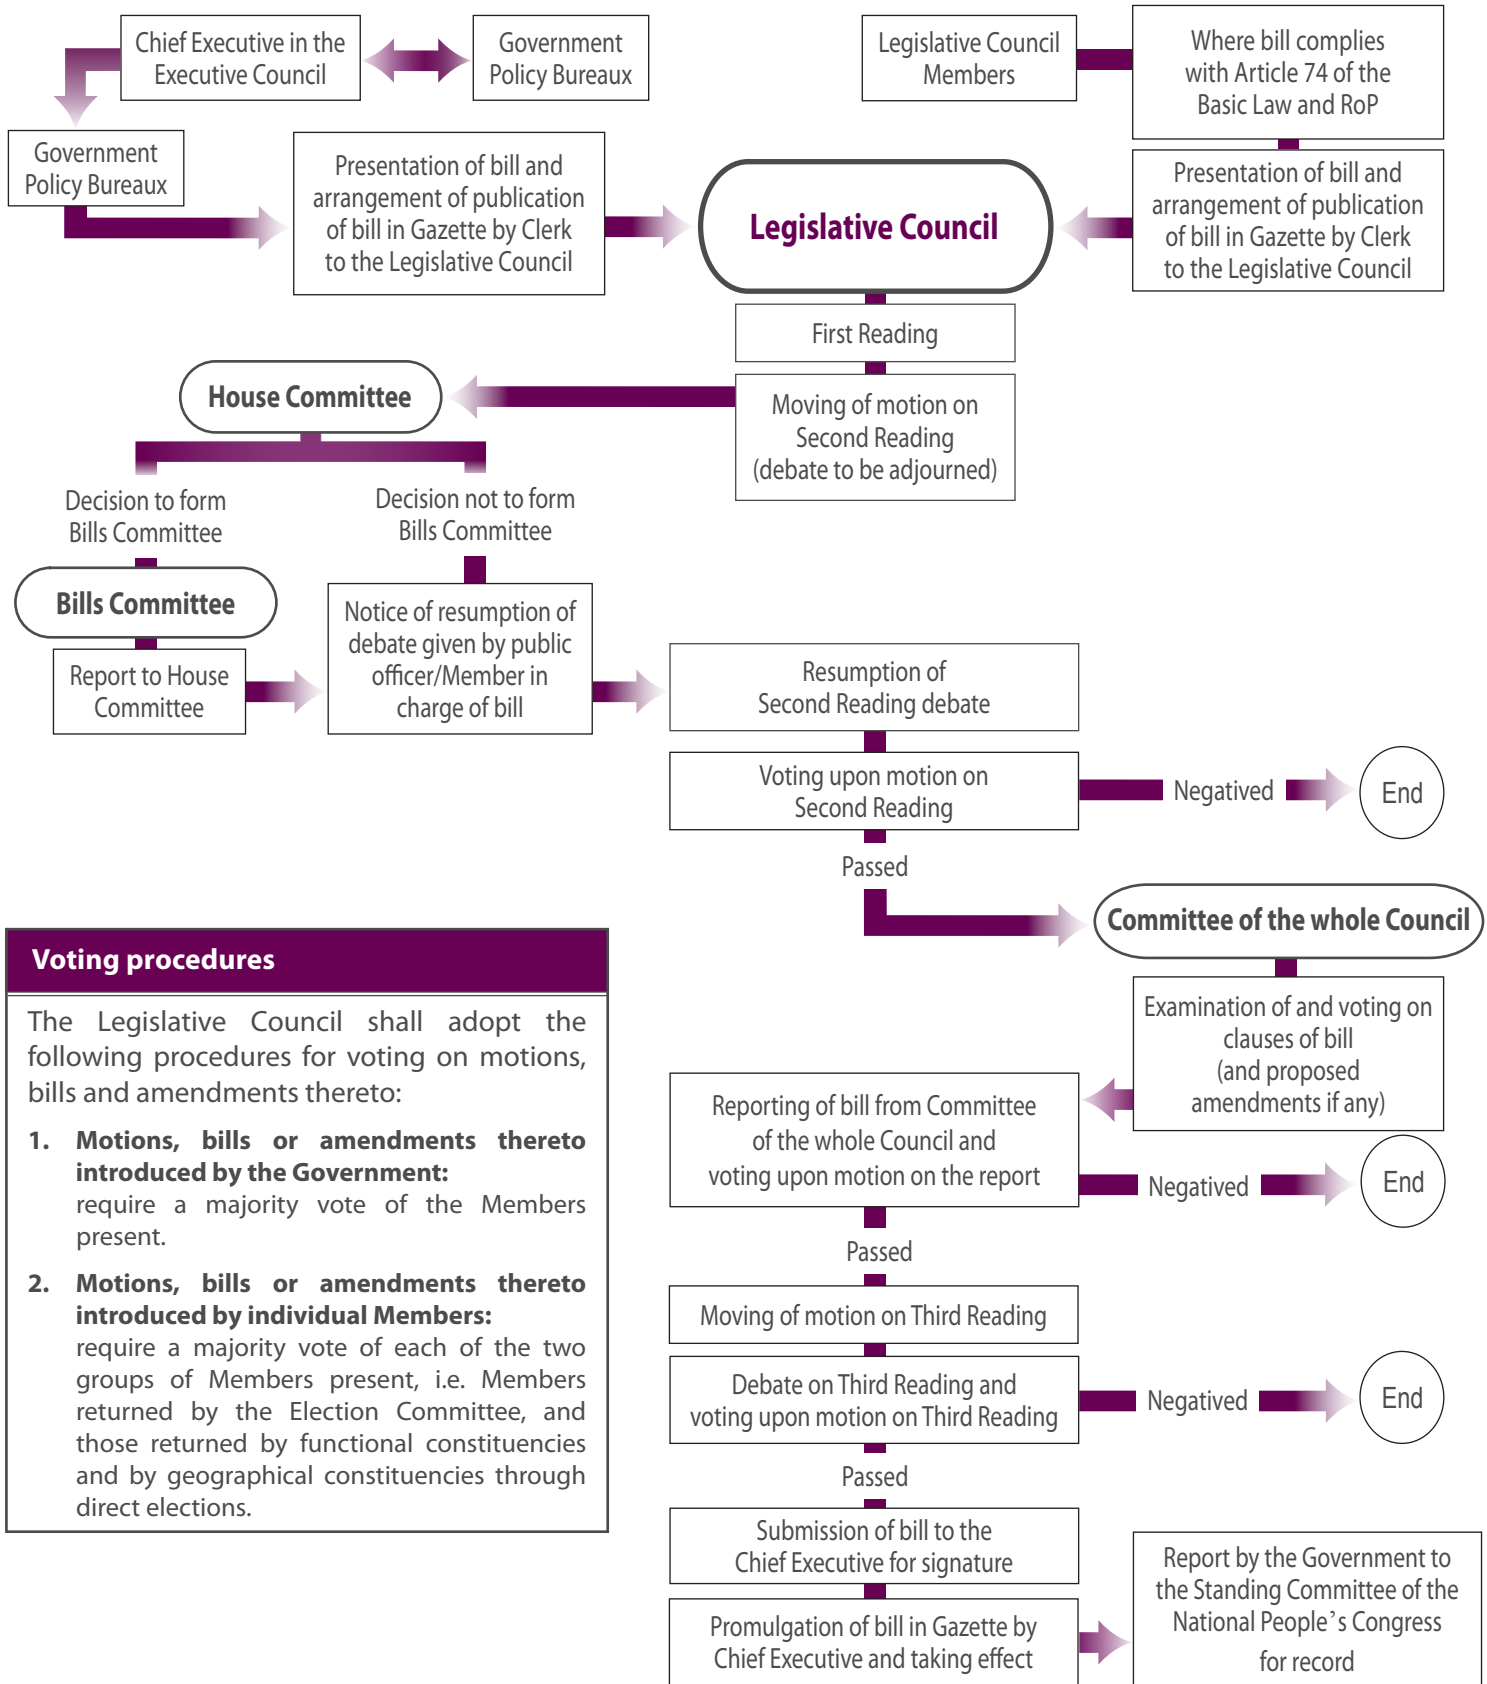 Chief Executive in the
Executive Council
Government
Policy Bureaux
Legislative Council
Members
Where bill complies
with Article 74 of the
Basic Law and RoP
Government
Policy Bureaux
Presentation of bill and
arrangement of publication
of bill in Gazette by Clerk
to the Legislative Council
Legislative Council
Presentation of bill and
arrangement of publication
of bill in Gazette by Clerk
to the Legislative Council
First Reading
House Committee
Moving of motion on
Second Reading
(debate to be adjourned)
Decision to form
Bills Committee
Decision not to form
Bills Committee
Bills Committee
Report to House
Committee
Notice of resumption of
debate given by public
officer/Member in
charge of bill
Resumption of
Second Reading debate
Voting upon motion on
Second Reading
Negatived
End
Passed
Committee of the whole Council
Examination of and voting on
clauses of bill
(and proposed
amendments if any)
Reporting of bill from Committee
of the whole Council and
voting upon motion on the report
Negatived
End
Passed
Moving of motion on Third Reading
Debate on Third Reading and
voting upon motion on Third Reading
Negatived
End
Passed
Submission of bill to the
Chief Executive for signature
Promulgation of bill in Gazette by
Chief Executive and taking effect
Report by the Government to
the Standing Committee of the
National People’s Congress
for record
Voting procedures
The Legislative Council shall adopt the
following procedures for voting on motions,
bills and amendments thereto:
1. Motions, bills or amendments thereto
introduced by the Government:
require a majority vote of the Members
present.
2. Motions, bills or amendments thereto
introduced by individual Members:
require a majority vote of each of the two
groups of Members present, i.e. Members
returned by the Election Committee, and
those returned by functional constituencies
and by geographical constituencies through
direct elections.